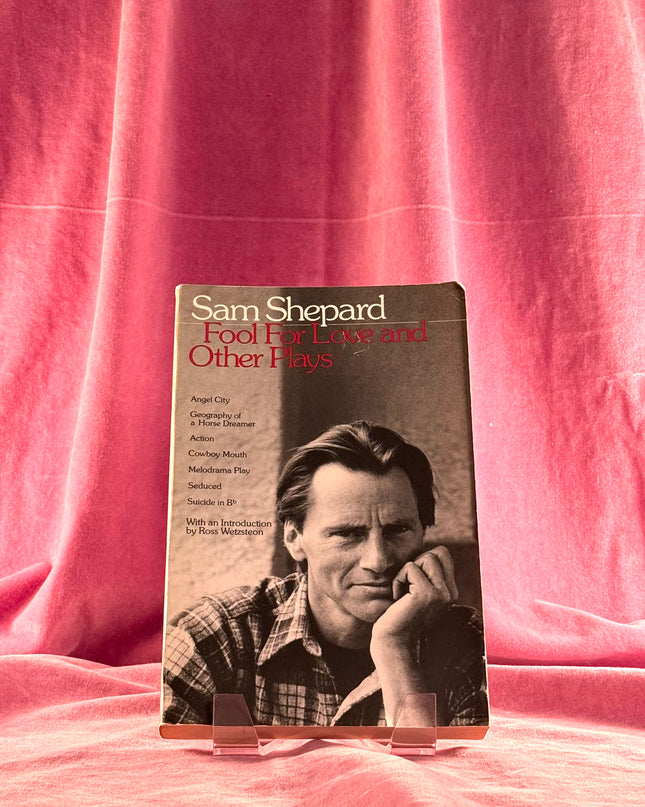 Sam Shepard
Fool For Love and
Other Plays
Angel City
Geography of
a Horse Dreamer
Action
Cowboy Mouth
Melodrama Play
Seduced
Suicide in Bᵇ
With an Introduction
by Ross Wetzsteon